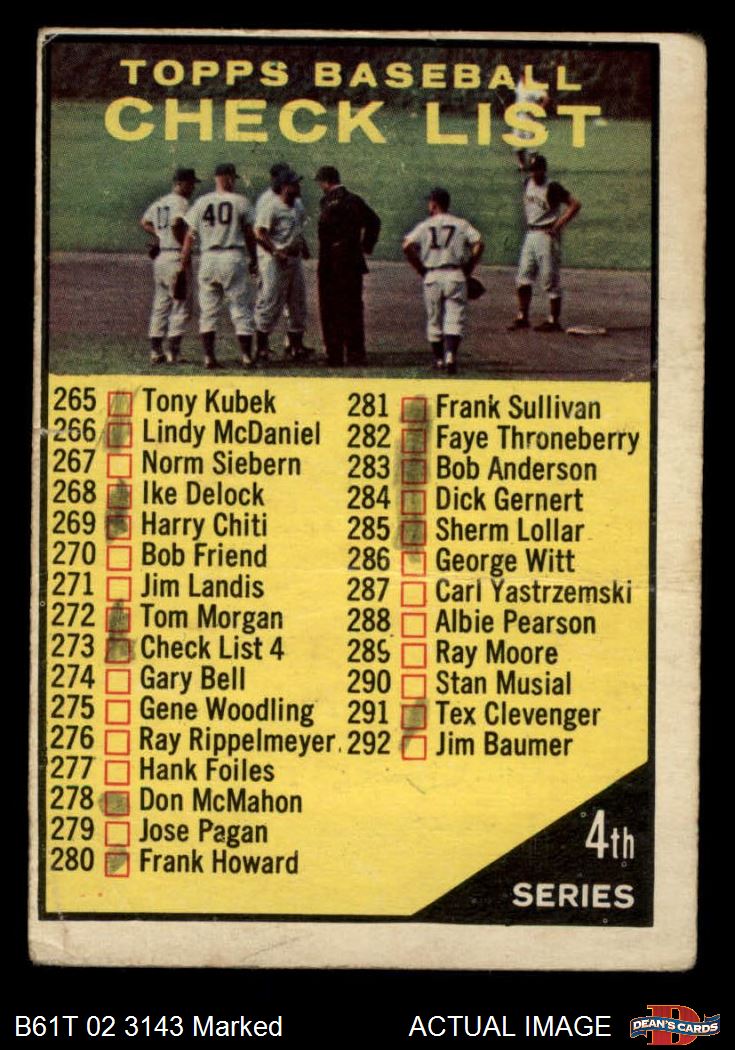 TOPPS BASEBALL
CHECK LIST
17
40
17
265 Tony Kubek
266 Lindy McDaniel
267 Norm Siebern
268 Ike Delock
269 Harry Chiti
270 Bob Friend
271 Jim Landis
272 Tom Morgan
273 Check List 4
274 Gary Bell
275 Gene Woodling
276 Ray Rippelmeyer
277 Hank Foiles
278 Don McMahon
279 Jose Pagan
280 Frank Howard
281 Frank Sullivan
282 Faye Throneberry
283 Bob Anderson
284 Dick Gernert
285 Sherm Lollar
286 George Witt
287 Carl Yastrzemski
288 Albie Pearson
289 Ray Moore
290 Stan Musial
291 Tex Clevenger
292 Jim Baumer
4th
SERIES
B61T 02 3143 Marked
ACTUAL IMAGE
DEAN'S CARDS